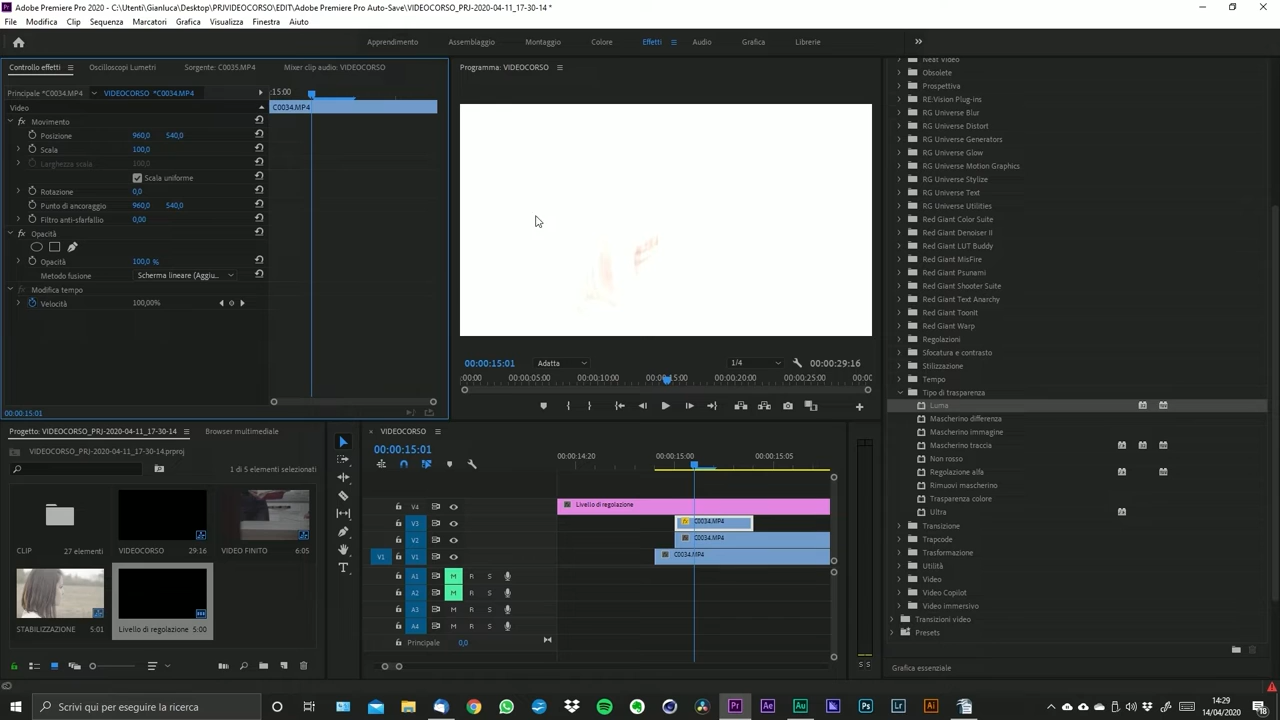 Adobe Premiere Pro 2020 - C:\Utenti\Gianluca\Desktop\PRJVIDEOCORSO\EDIT\Adobe Premiere Pro Auto-Save\VIDEOCORSO_PRJ-2020-04-11_17-30-14 *
File Modifica Clip Sequenza Marcatori Grafica Visualizza Finestra Aiuto
Apprendimento Assemblaggio Montaggio Colore Effetti Audio Grafica Librerie
Controllo effetti Oscilloscopi Lumetri Sorgente: C0035.MP4 Mixer clip audio: VIDEOCORSO
Principale *C0034.MP4 VIDEOCORSO *C0034.MP4 :15:00
Video C0034.MP4
fx Movimento
Posizione 960,0 540,0
Scala 100,0
Larghezza scala 100,0
Scala uniforme
Rotazione 0,0
Punto di ancoraggio 960,0 540,0
Filtro anti-sfarfallio 0,00
fx Opacità
Opacità 100,0 %
Metodo fusione Scherma lineare (Aggiu...
Modifica tempo
Velocità 100,00%
00:00:15:01
Programma: VIDEOCORSO
00:00:15:01 Adatta 1/4 00:00:29:16
:00:00 00:00:05:00 00:00:10:00 00:00:15:00 00:00:20:00 00:00:25:00 00:00
Neat Video
Obsolete
Prospettiva
RE:Vision Plug-ins
RG Universe Blur
RG Universe Distort
RG Universe Generators
RG Universe Glow
RG Universe Motion Graphics
RG Universe Stylize
RG Universe Text
RG Universe Utilities
Red Giant Color Suite
Red Giant Denoiser II
Red Giant LUT Buddy
Red Giant MisFire
Red Giant Psunami
Red Giant Shooter Suite
Red Giant Text Anarchy
Red Giant ToonIt
Red Giant Warp
Regolazioni
Sfocatura e contrasto
Stilizzazione
Tempo
Tipo di trasparenza
Luma
Mascherino differenza
Mascherino immagine
Mascherino traccia
Non rosso
Regolazione alfa
Rimuovi mascherino
Trasparenza colore
Ultra
Transizione
Trapcode
Trasformazione
Utilità
Video
Video Copilot
Video immersivo
Transizioni video
Presets
Grafica essenziale
Progetto: VIDEOCORSO_PRJ-2020-04-11_17-30-14 Browser multimediale
VIDEOCORSO_PRJ-2020-04-11_17-30-14.prproj
1 di 5 elementi selezionati
CLIP 27 elementi VIDEOCORSO 29:16 VIDEO FINITO 6:05
STABILIZZAZIONE 5:01 Livello di regolazione 5:00
VIDEOCORSO
00:00:15:01
00:00:14:20 00:00:15:00 00:00:15:05
V4 Livello di regolazione
V3 fx C0034.MP4
V2 C0034.MP4
V1 V1 C0034.MP4
A1 M R S
A2 M R S
A3 M R S
A4 M R S
Principale 0,0
S S
Scrivi qui per eseguire la ricerca
Pr Ae Au Ps Lr Ai
14:29
14/04/2020
18